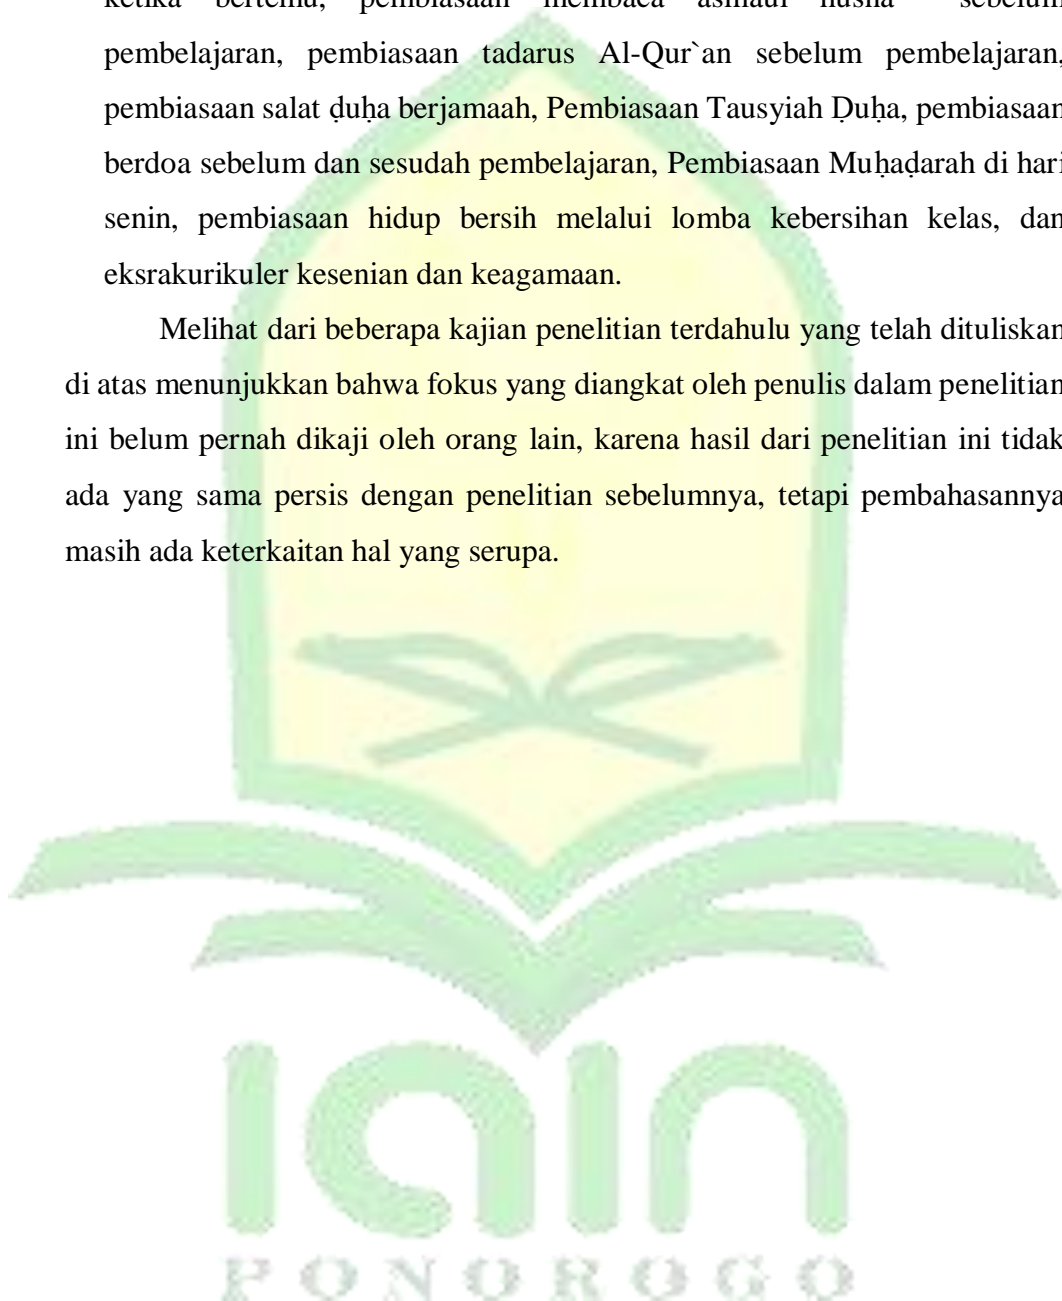 ketika bertemu, pembiasaan membaca asmaul husna sebelum
pembelajaran, pembiasaan tadarus Al-Qur`an sebelum pembelajaran,
pembiasaan salat ḍuḥa berjamaah, Pembiasaan Tausyiah Ḍuḥa, pembiasaan
berdoa sebelum dan sesudah pembelajaran, Pembiasaan Muḥaḍarah di hari
senin, pembiasaan hidup bersih melalui lomba kebersihan kelas, dan
eksrakurikuler kesenian dan keagamaan.
Melihat dari beberapa kajian penelitian terdahulu yang telah dituliskan
di atas menunjukkan bahwa fokus yang diangkat oleh penulis dalam penelitian
ini belum pernah dikaji oleh orang lain, karena hasil dari penelitian ini tidak
ada yang sama persis dengan penelitian sebelumnya, tetapi pembahasannya
masih ada keterkaitan hal yang serupa.
iain
PONOROGO